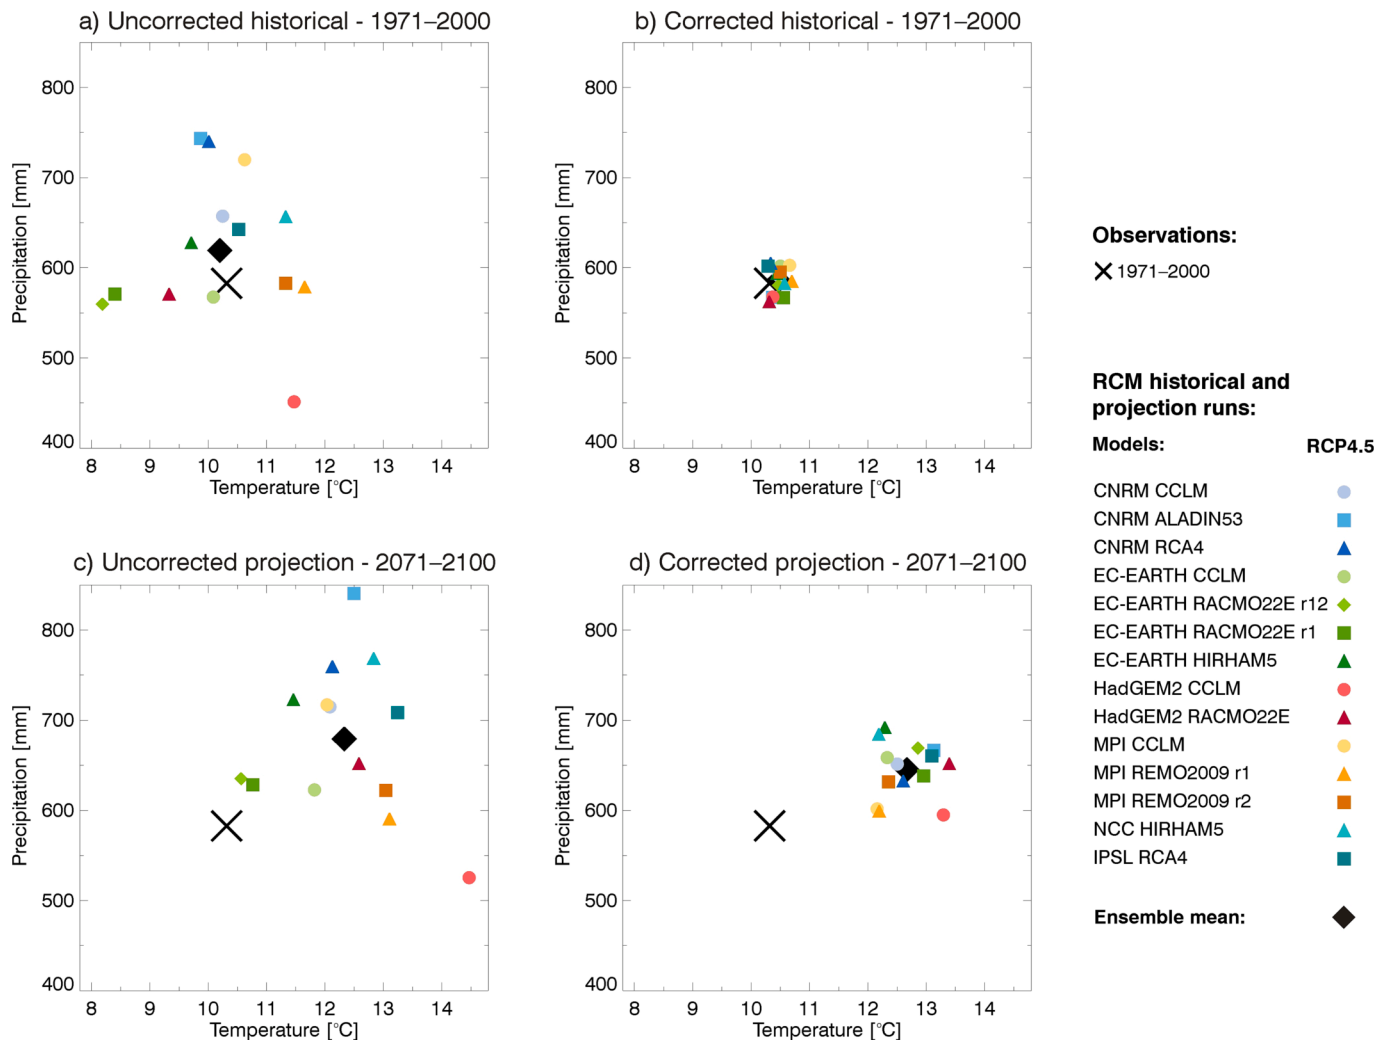 a) Uncorrected historical - 1971–2000
800
700
600
500
400
8 9 10 11 12 13 14
Precipitation [mm]
Temperature [°C]
b) Corrected historical - 1971–2000
800
700
600
500
400
8 9 10 11 12 13 14
Precipitation [mm]
Temperature [°C]
c) Uncorrected projection - 2071–2100
800
700
600
500
400
8 9 10 11 12 13 14
Precipitation [mm]
Temperature [°C]
d) Corrected projection - 2071–2100
800
700
600
500
400
8 9 10 11 12 13 14
Precipitation [mm]
Temperature [°C]
Observations:
1971–2000
RCM historical and
projection runs:
Models: RCP4.5
CNRM CCLM
CNRM ALADIN53
CNRM RCA4
EC-EARTH CCLM
EC-EARTH RACMO22E r12
EC-EARTH RACMO22E r1
EC-EARTH HIRHAM5
HadGEM2 CCLM
HadGEM2 RACMO22E
MPI CCLM
MPI REMO2009 r1
MPI REMO2009 r2
NCC HIRHAM5
IPSL RCA4
Ensemble mean: